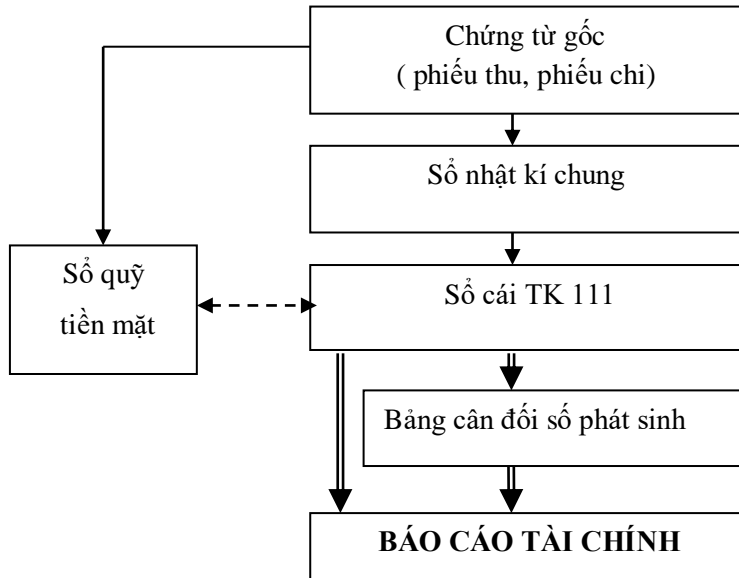 Chứng từ gốc
( phiếu thu, phiếu chi)
Sổ nhật kí chung
Sổ quỹ
tiền mặt
Sổ cái TK 111
Bảng cân đối số phát sinh
BÁO CÁO TÀI CHÍNH